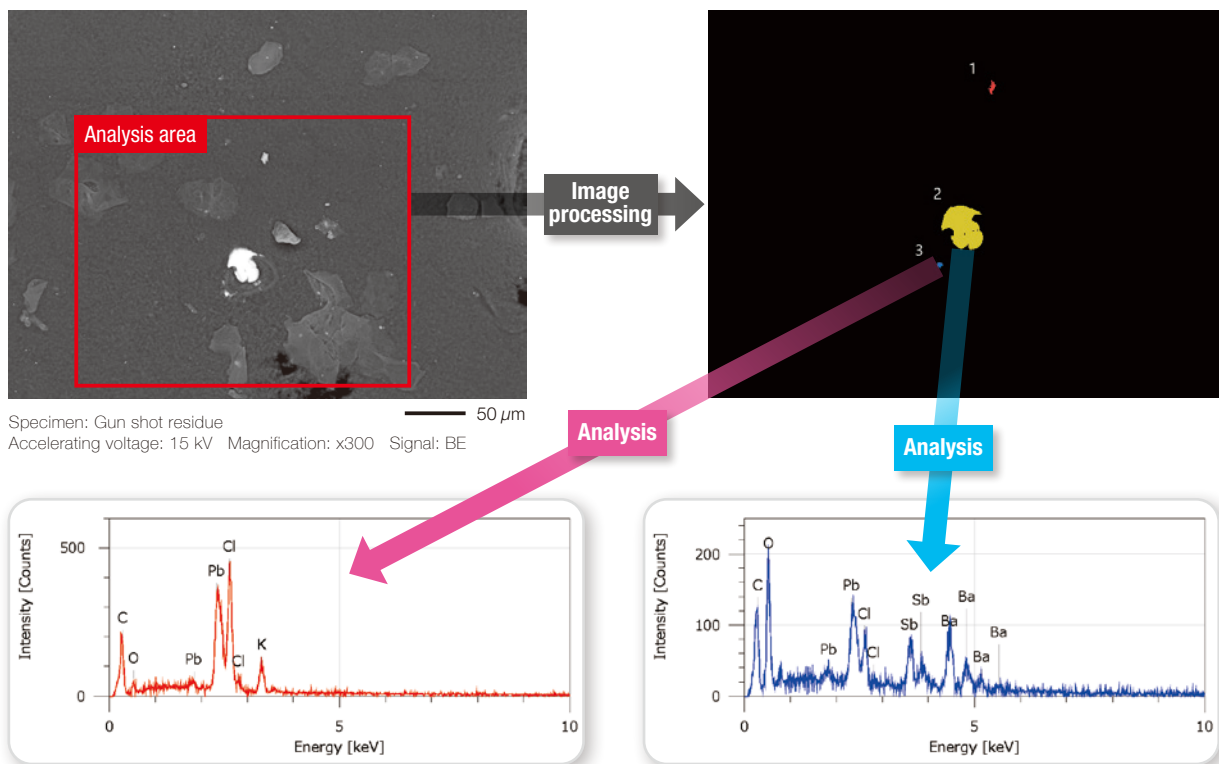 Analysis area
Image
processing
1
2
3
Specimen: Gun shot residue
50 µm
Accelerating voltage: 15 kV Magnification: x300 Signal: BE
Analysis
Analysis
Intensity [Counts]
500
0
C
O
Pb
Pb
Cl
Cl
K
0
5
10
Energy [keV]
Intensity [Counts]
200
100
0
C
O
Pb
Pb
Cl
Cl
Sb
Sb
Ba
Ba
Ba
Ba
0
5
10
Energy [keV]